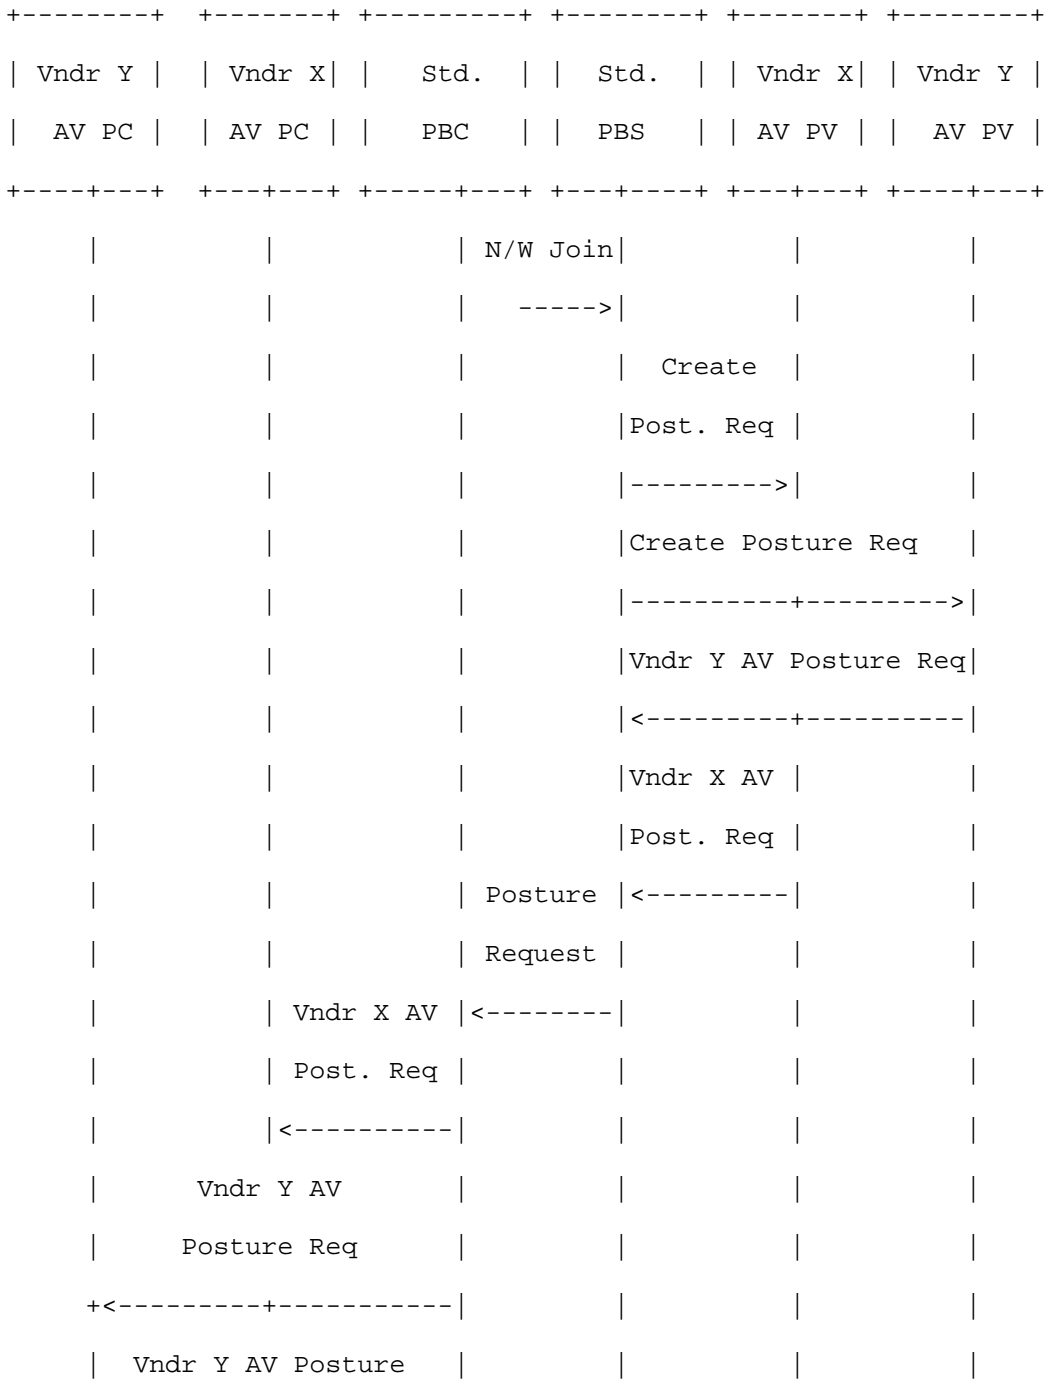 +--------+  +-------+ +---------+ +--------+ +-------+ +--------+
| Vndr Y |  | Vndr X| |   Std.  | |  Std.  | | Vndr X| | Vndr Y |
|  AV PC |  | AV PC | |   PBC   | |  PBS   | | AV PV | |  AV PV |
+----+---+  +---+---+ +-----+---+ +---+----+ +---+---+ +----+---+
     |          |           | N/W Join|          |          |
     |          |           |   ----->|          |          |
     |          |           |         |  Create  |          |
     |          |           |         |Post. Req |          |
     |          |           |         |--------->|          |
     |          |           |         |Create Posture Req   |
     |          |           |         |----------+--------->|
     |          |           |         |Vndr Y AV Posture Req|
     |          |           |         |<---------+----------|
     |          |           |         |Vndr X AV |          |
     |          |           |         |Post. Req |          |
     |          |           | Posture |<---------|          |
     |          |           | Request |          |          |
     |          | Vndr X AV |<--------|          |          |
     |          | Post. Req |         |          |          |
     |          |<----------|         |          |          |
     |      Vndr Y AV       |         |          |          |
     |     Posture Req      |         |          |          |
     +<---------+-----------|         |          |          |
     |  Vndr Y AV Posture   |         |          |          |